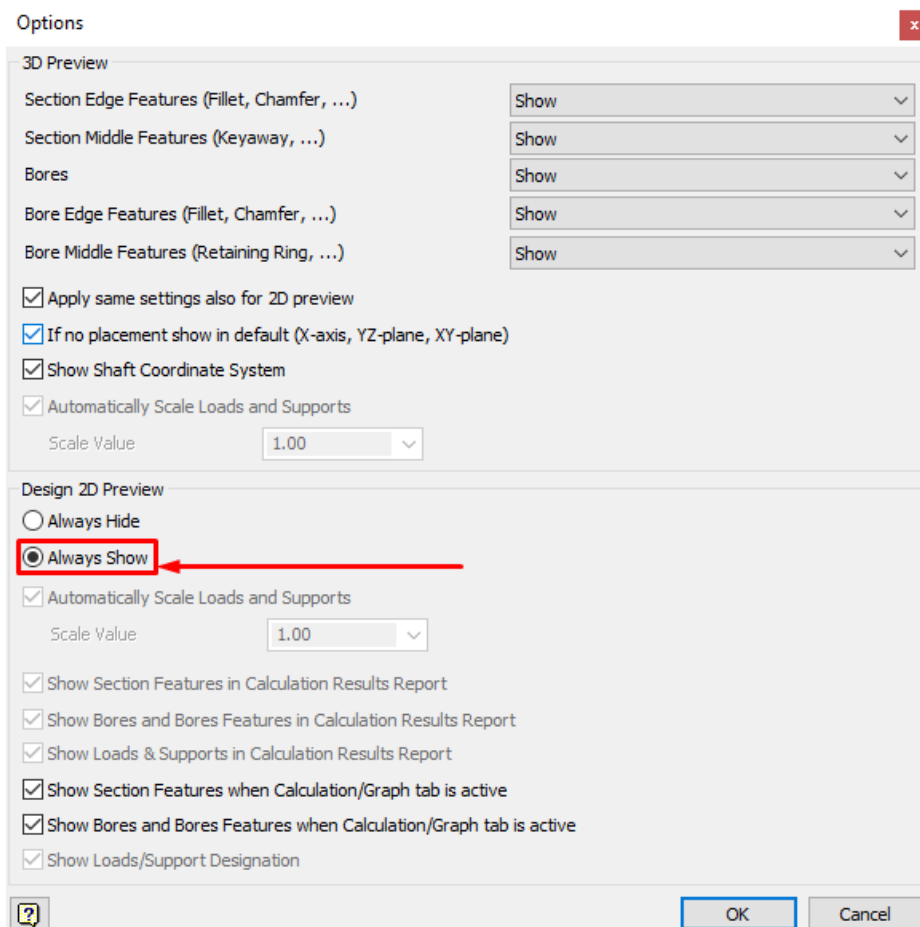 Options
x
3D Preview
Section Edge Features (Fillet, Chamfer, ...)
Show
Section Middle Features (Keyaway, ...)
Show
Bores
Show
Bore Edge Features (Fillet, Chamfer, ...)
Show
Bore Middle Features (Retaining Ring, ...)
Show
Apply same settings also for 2D preview
If no placement show in default (X-axis, YZ-plane, XY-plane)
Show Shaft Coordinate System
Automatically Scale Loads and Supports
Scale Value
1.00
Design 2D Preview
Always Hide
Always Show
Automatically Scale Loads and Supports
Scale Value
1.00
Show Section Features in Calculation Results Report
Show Bores and Bores Features in Calculation Results Report
Show Loads & Supports in Calculation Results Report
Show Section Features when Calculation/Graph tab is active
Show Bores and Bores Features when Calculation/Graph tab is active
Show Loads/Support Designation
?
OK
Cancel